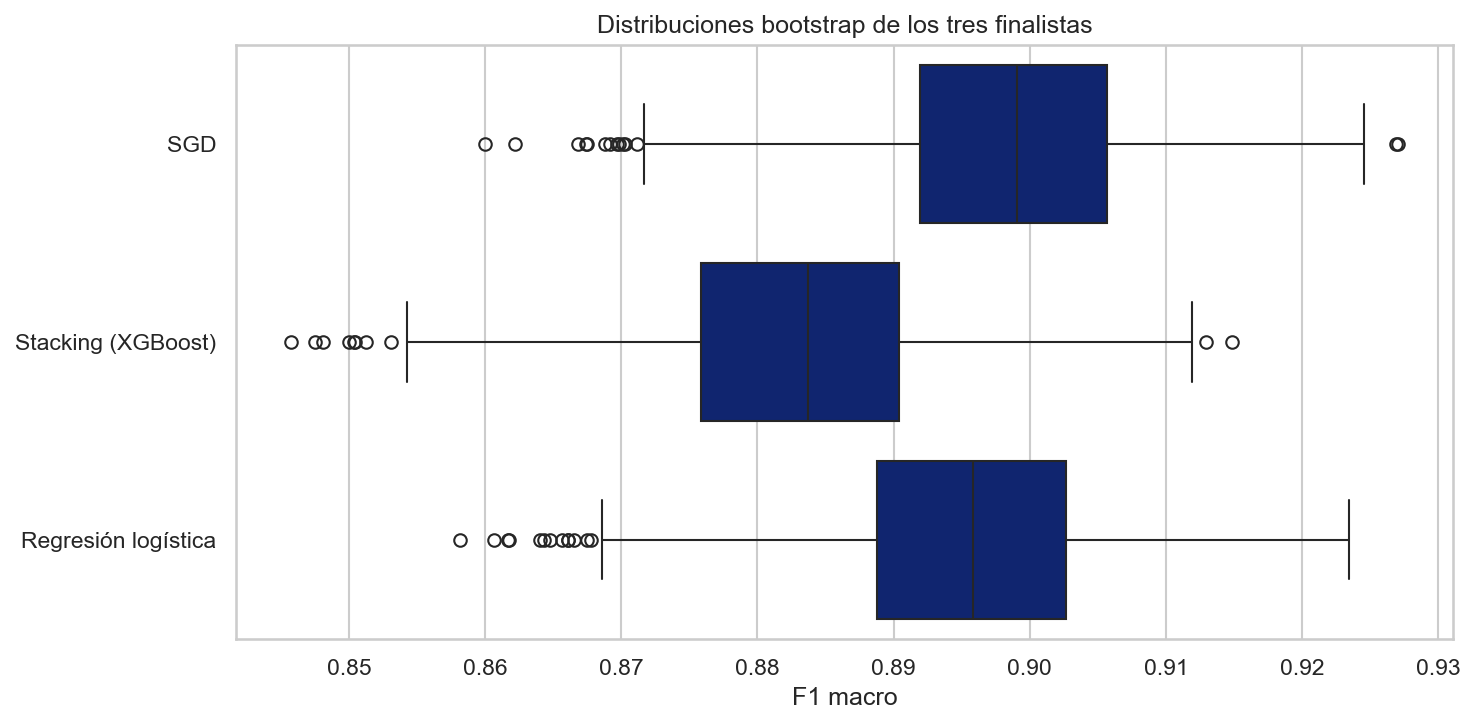 Distribuciones bootstrap de los tres finalistas
SGD
Stacking (XGBoost)
Regresión logística
0.85 0.86 0.87 0.88 0.89 0.90 0.91 0.92 0.93
F1 macro